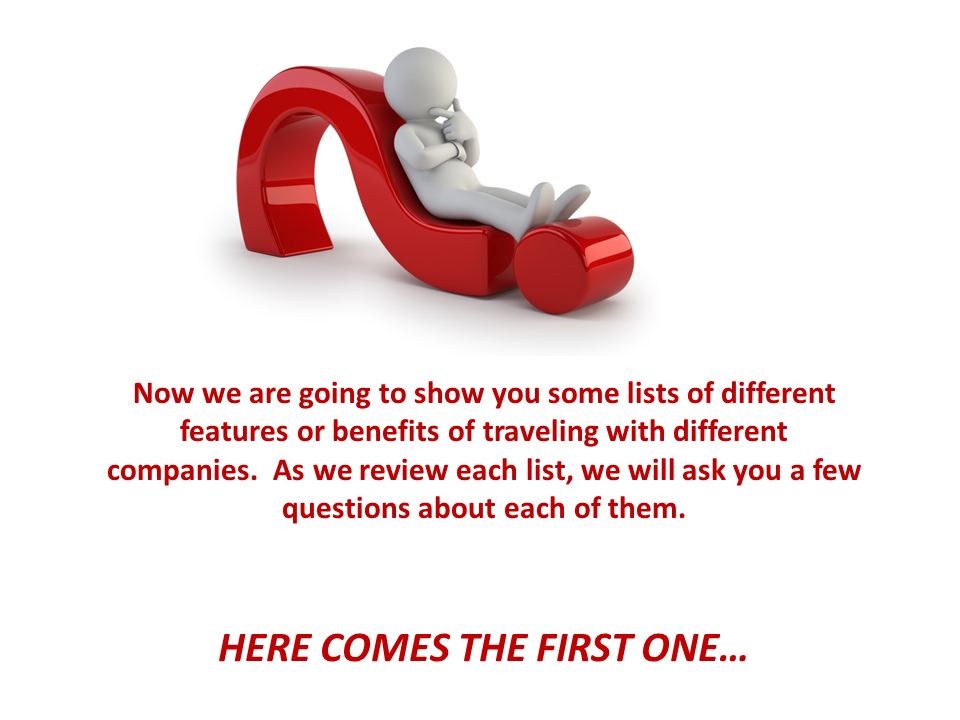 Now we are going to show you some lists of different
features or benefits of traveling with different
companies.  As we review each list, we will ask you a few
questions about each of them.
HERE COMES THE FIRST ONE…